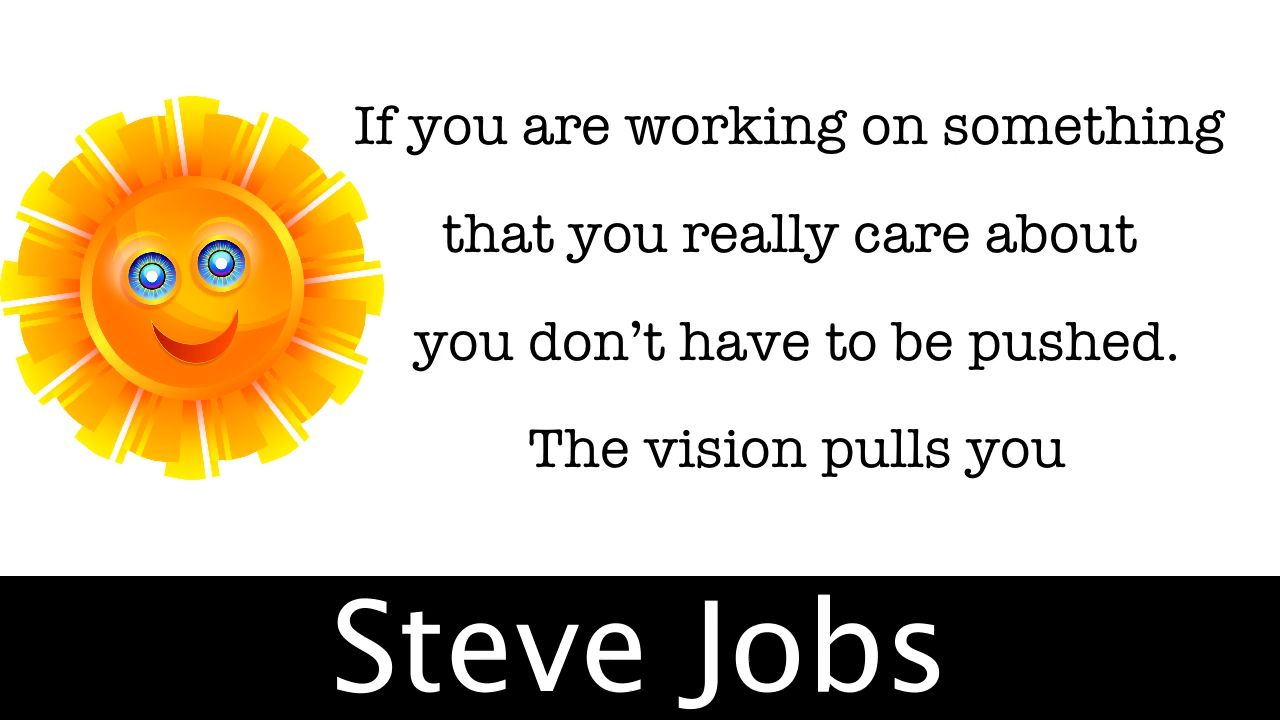 If you are working on something
that you really care about
you don’t have to be pushed.
The vision pulls you
Steve Jobs